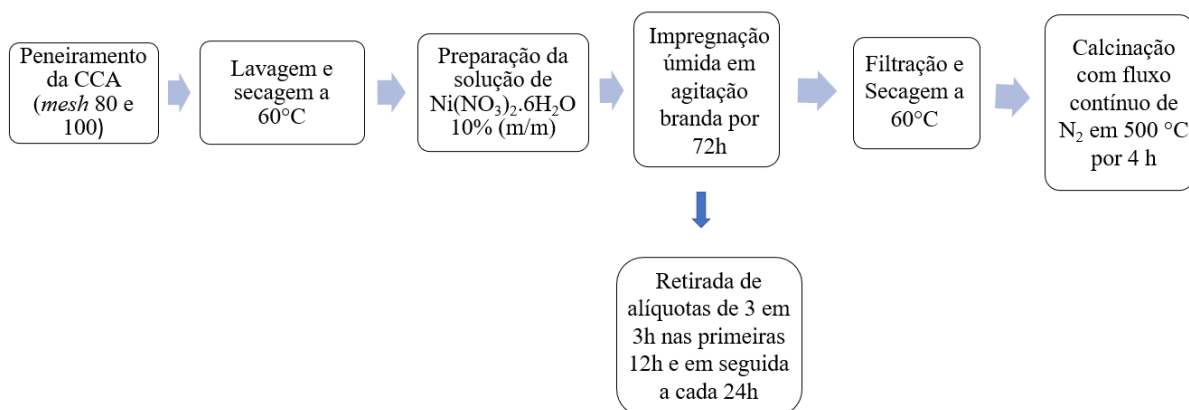 Peneiramento
da CCA
(mesh 80 e
100)
Lavagem e
secagem a
60°C
Preparação da
solução de
Ni(NO₃)₂.6H₂O
10% (m/m)
Impregnação
úmida em
agitação
branda por
72h
Filtração e
Secagem a
60°C
Calcinação
com fluxo
contínuo de
N₂ em 500 °C
por 4 h
Retirada de
alíquotas de 3 em
3h nas primeiras
12h e em seguida
a cada 24h